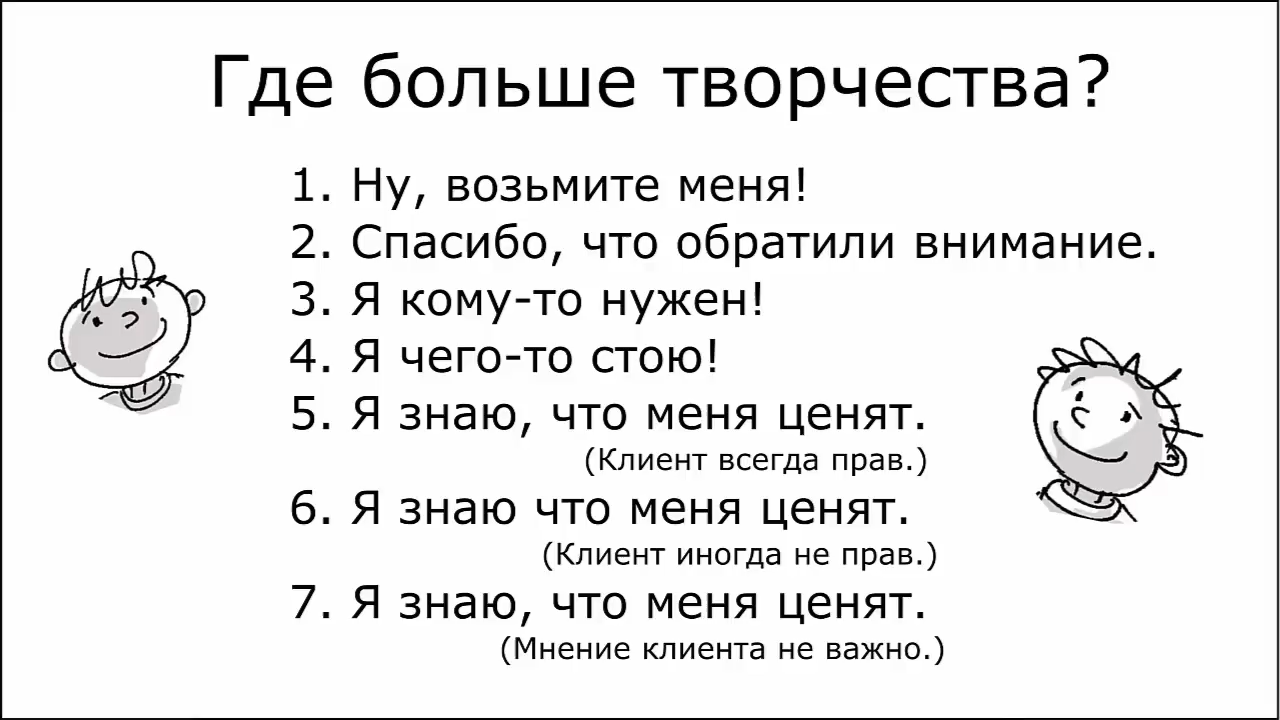 Где больше творчества?
1. Ну, возьмите меня!
2. Спасибо, что обратили внимание.
3. Я кому-то нужен!
4. Я чего-то стою!
5. Я знаю, что меня ценят.
(Клиент всегда прав.)
6. Я знаю что меня ценят.
(Клиент иногда не прав.)
7. Я знаю, что меня ценят.
(Мнение клиента не важно.)